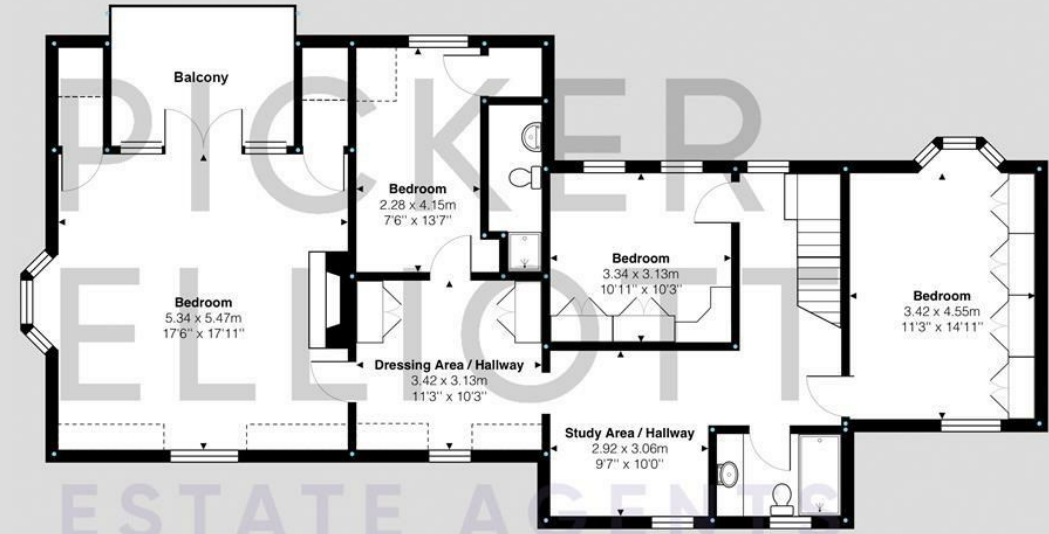 PICKER
ELLIOTT
ESTATE AGENTS
Balcony
Bedroom
2.28 x 4.15m
7'6'' x 13'7''
Bedroom
3.34 x 3.13m
10'11'' x 10'3''
Bedroom
5.34 x 5.47m
17'6'' x 17'11''
Bedroom
3.42 x 4.55m
11'3'' x 14'11''
Dressing Area / Hallway
3.42 x 3.13m
11'3'' x 10'3''
Study Area / Hallway
2.92 x 3.06m
9'7'' x 10'0''